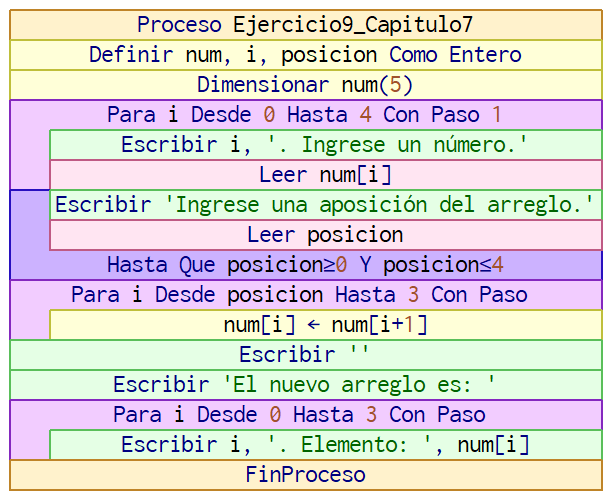 Proceso Ejercicio9_Capitulo7
Definir num, i, posicion Como Entero
Dimensionar num(5)
Para i Desde 0 Hasta 4 Con Paso 1
Escribir i, '. Ingrese un número.'
Leer num[i]
Escribir 'Ingrese una aposición del arreglo.'
Leer posicion
Hasta Que posicion≥0 Y posicion≤4
Para i Desde posicion Hasta 3 Con Paso
num[i] ← num[i+1]
Escribir ''
Escribir 'El nuevo arreglo es: '
Para i Desde 0 Hasta 3 Con Paso
Escribir i, '. Elemento: ', num[i]
FinProceso